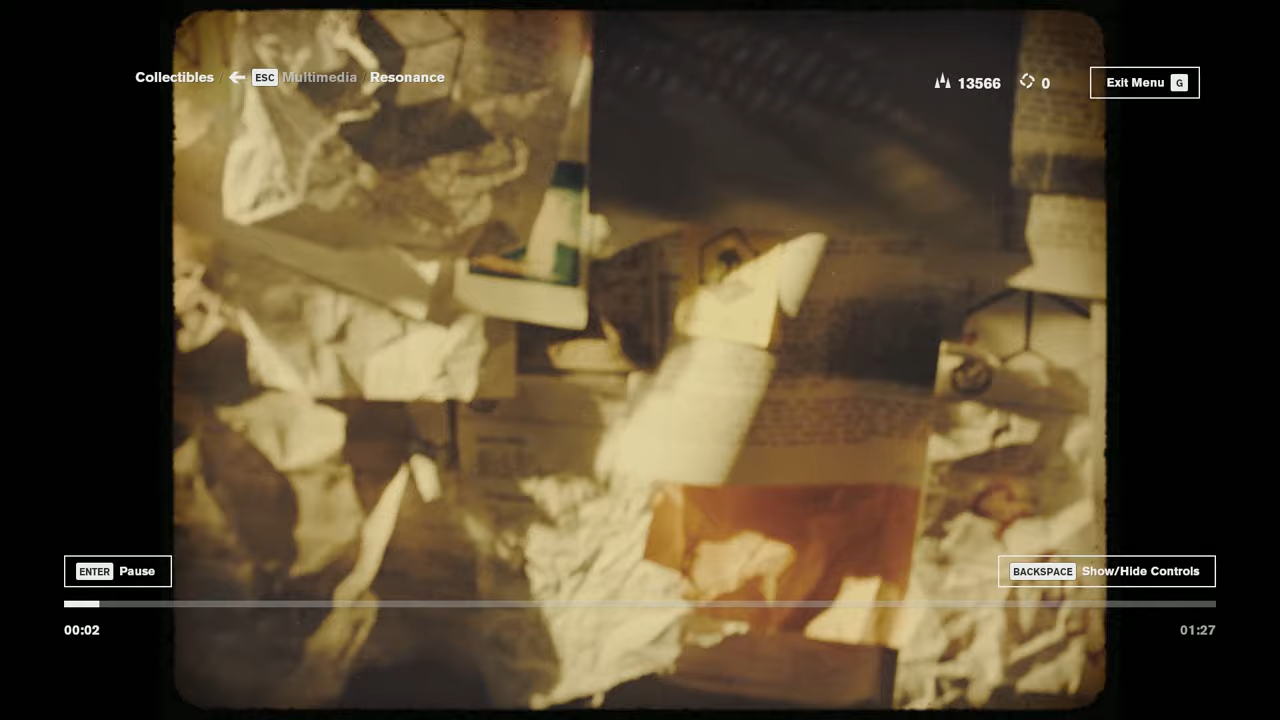 Collectibles / ESC Multimedia / Resonance
13566 0 Exit Menu G
ENTER Pause
BACKSPACE Show/Hide Controls
00:02
01:27